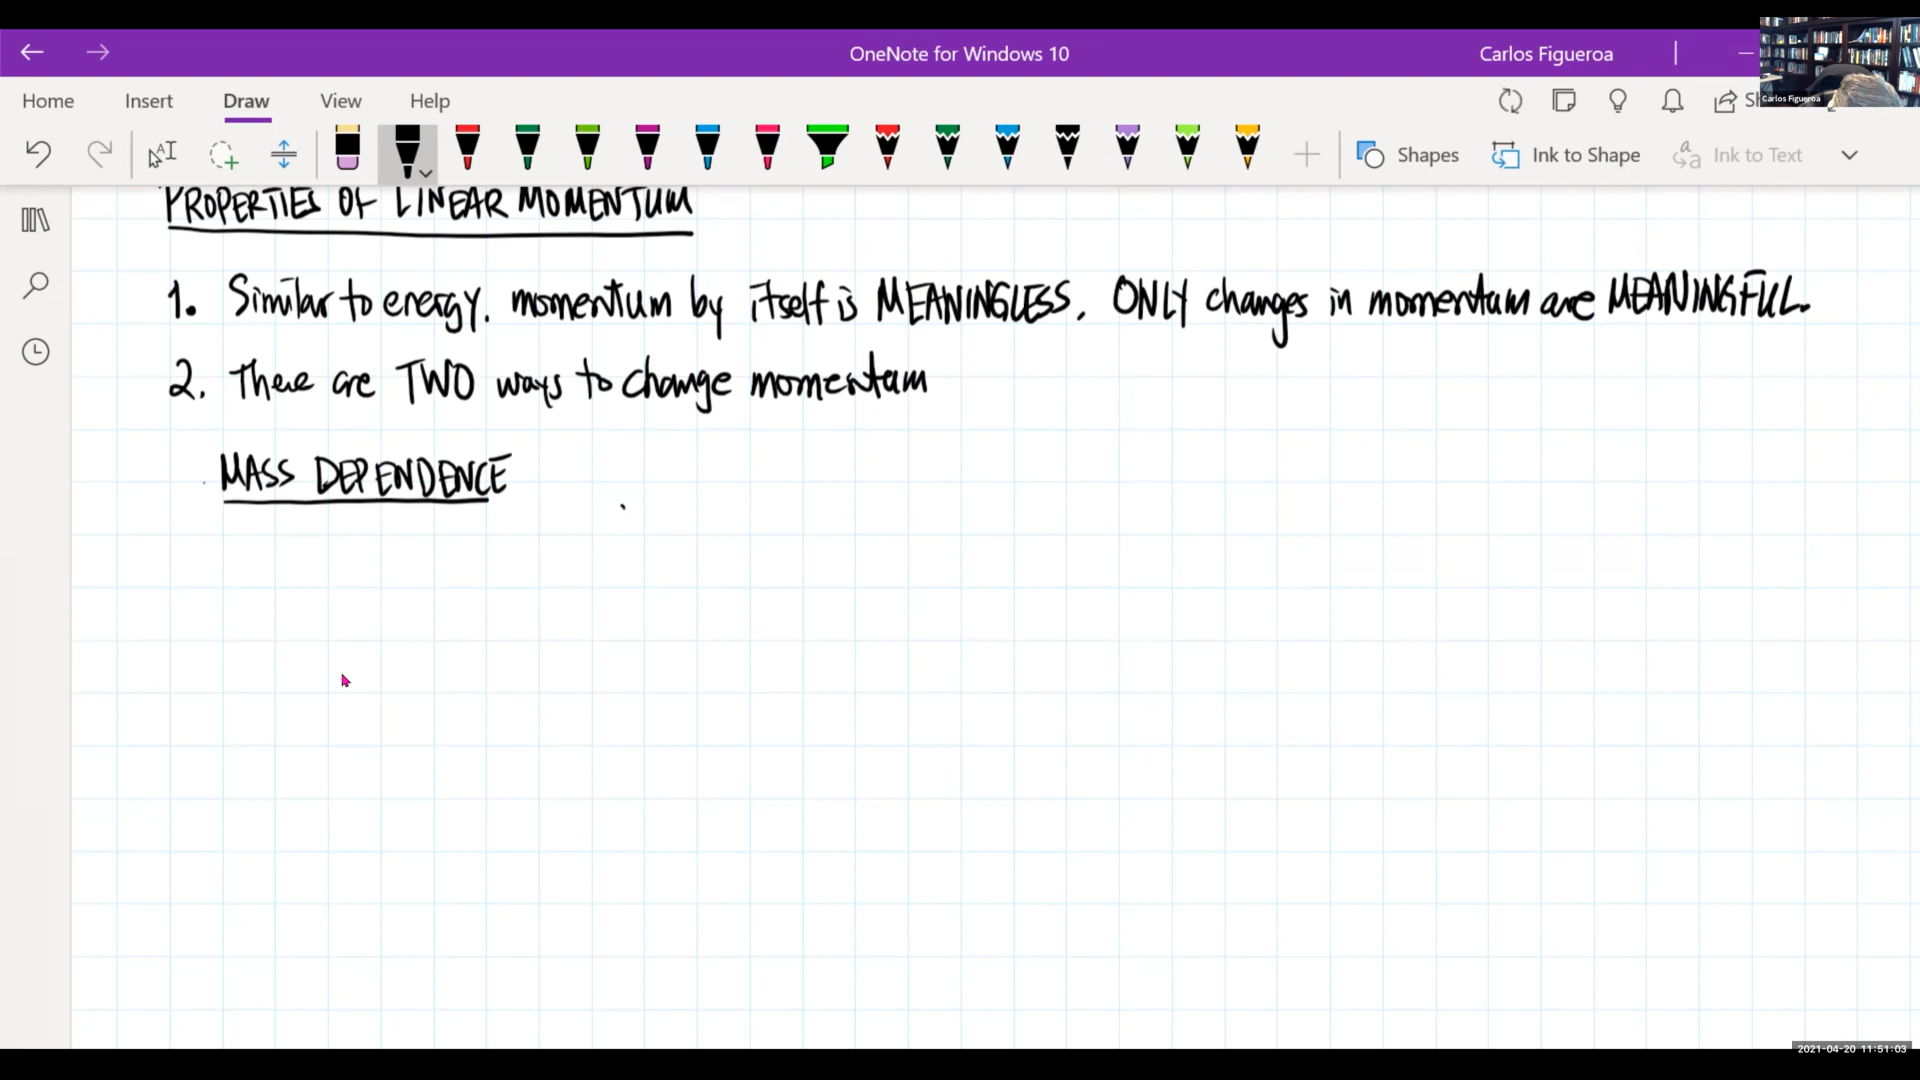 OneNote for Windows 10
Carlos Figueroa
Carlos Figueroa
Home Insert Draw View Help
Shapes Ink to Shape Ink to Text
PROPERTIES OF LINEAR MOMENTUM
1. Similar to energy, momentum by itself is MEANINGLESS. ONLY changes in momentum are MEANINGFUL.
2. There are TWO ways to change momentum
MASS DEPENDENCE
2021-04-20 11:51:03